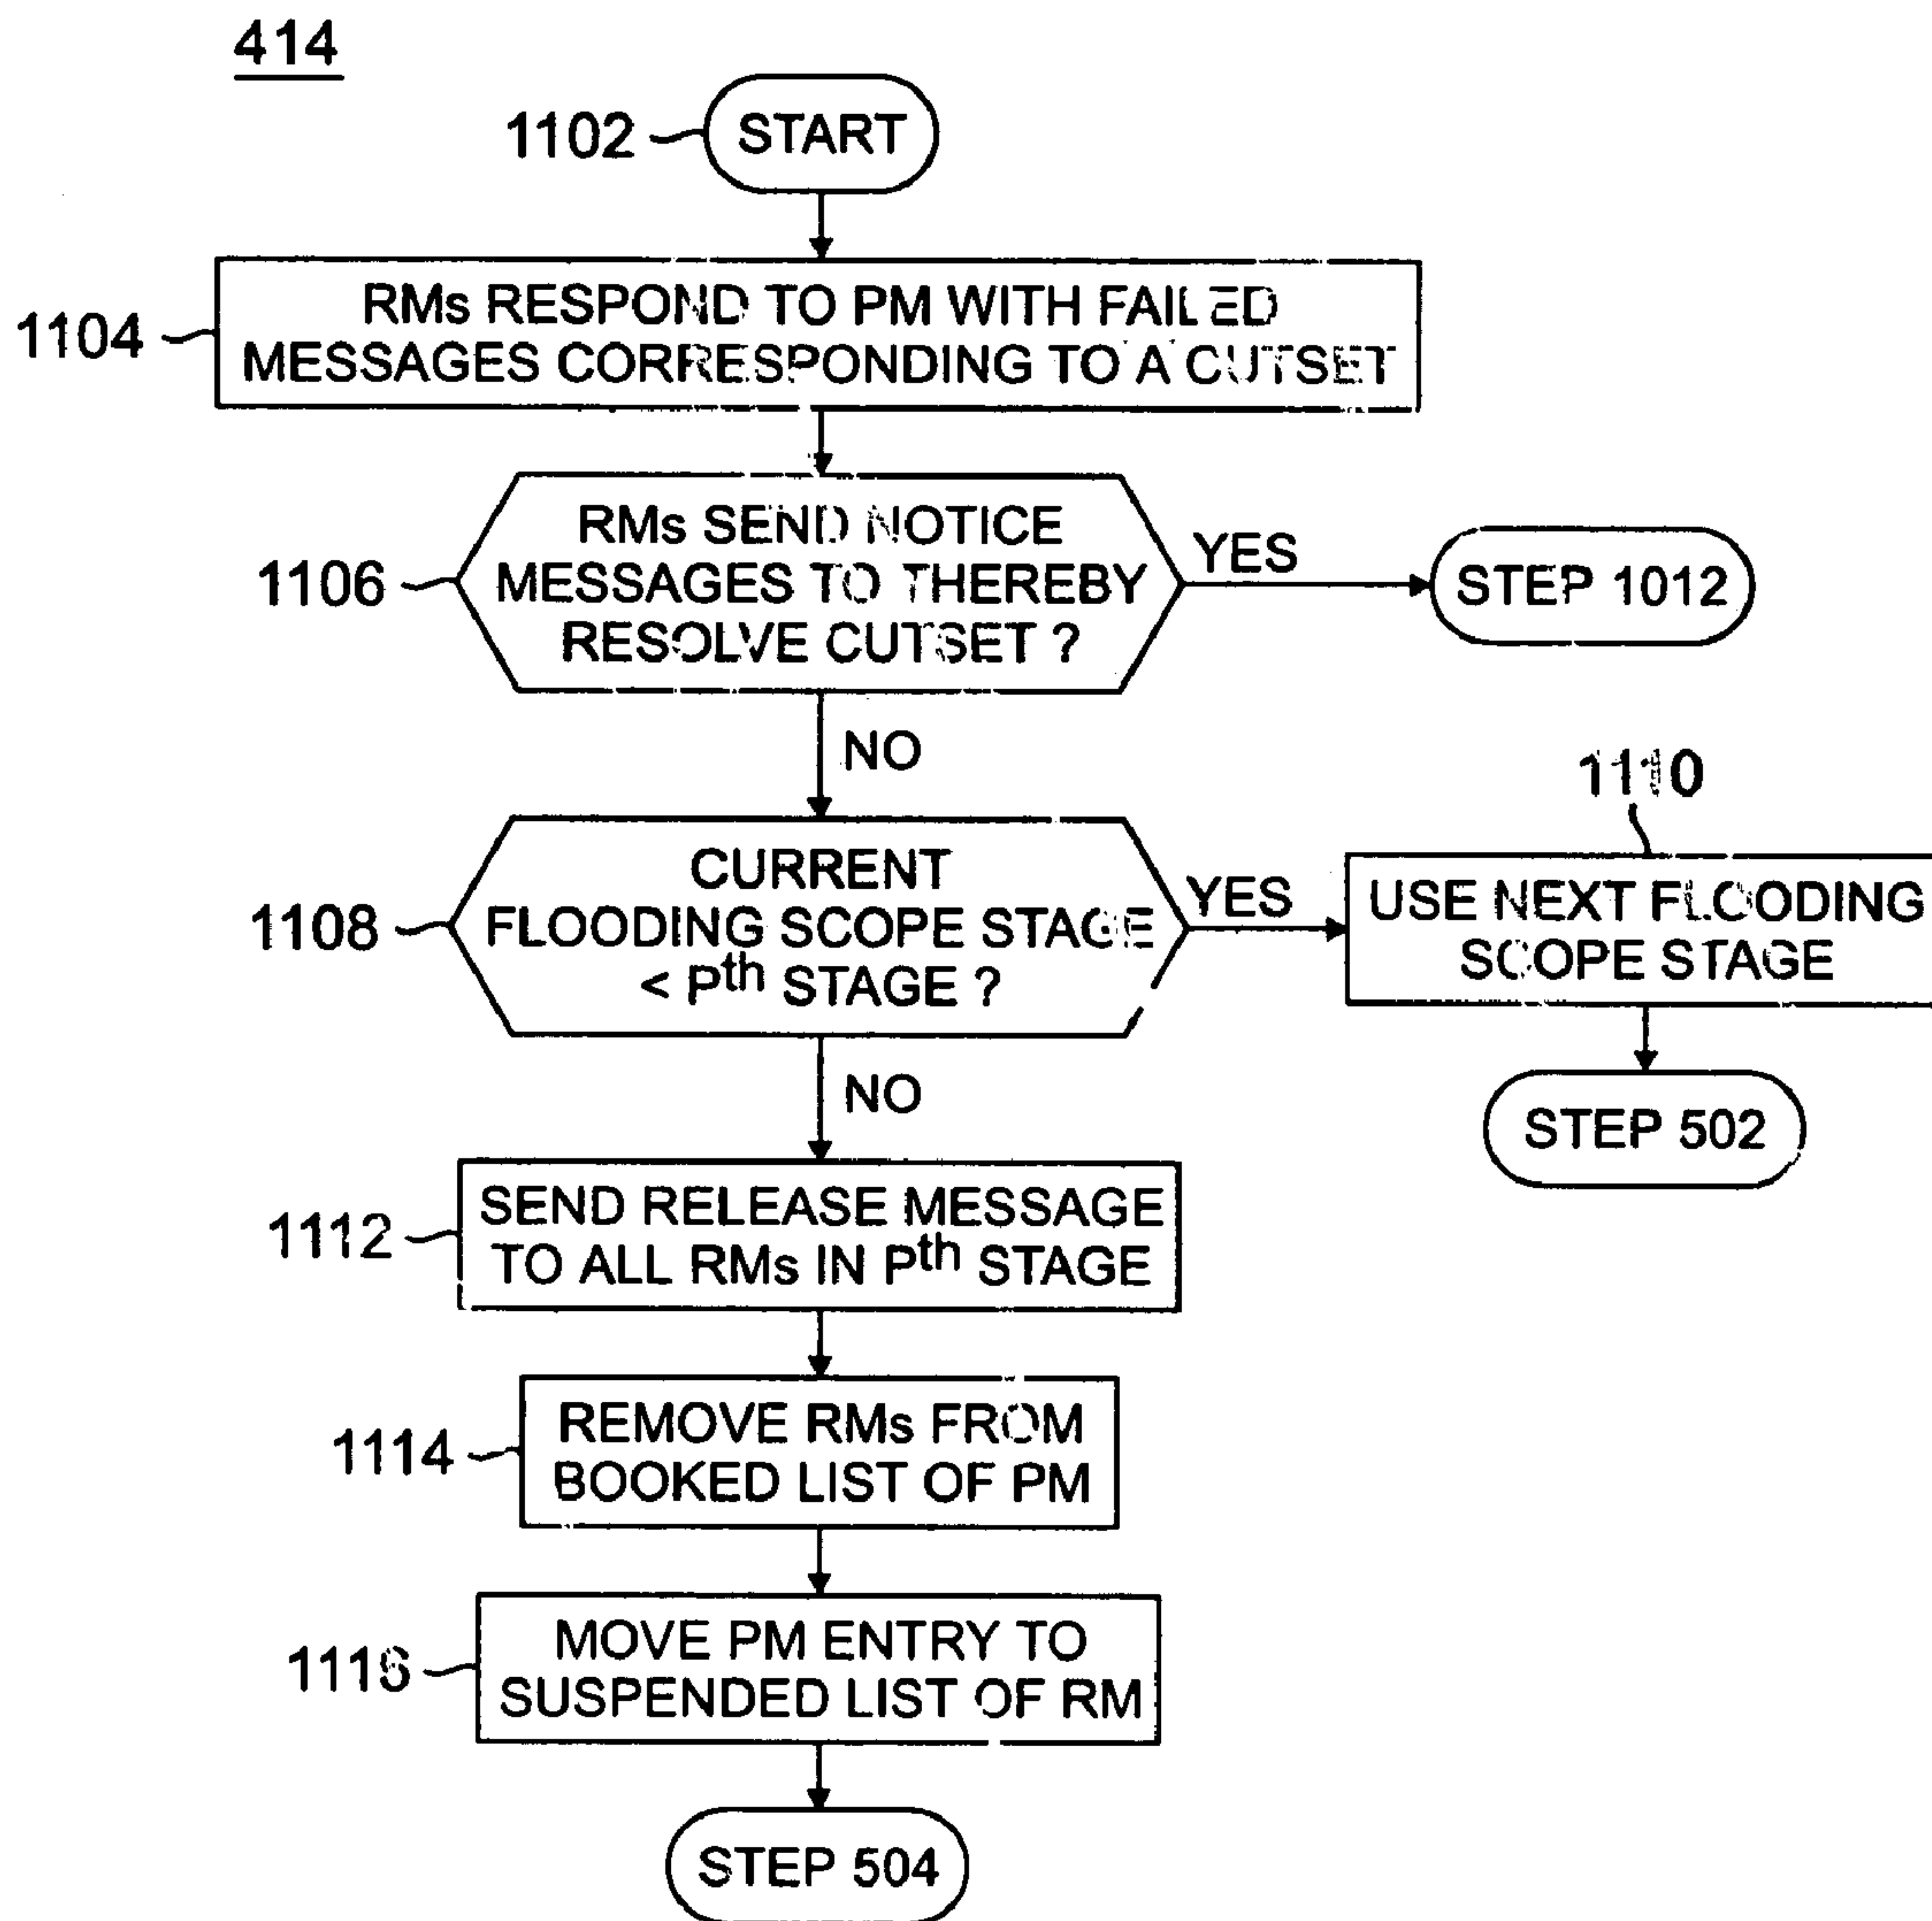 414
1102
START
1104
RMs RESPOND TO PM WITH FAILED
MESSAGES CORRESPONDING TO A CUTSET
1106
RMs SEND NOTICE
MESSAGES TO THEREBY
RESOLVE CUTSET ?
YES
STEP 1012
NO
1108
CURRENT
FLOODING SCOPE STAGE
< Pth STAGE ?
YES
1110
USE NEXT FLOODING
SCOPE STAGE
STEP 502
NO
1112
SEND RELEASE MESSAGE
TO ALL RMs IN Pth STAGE
1114
REMOVE RMs FROM
BOOKED LIST OF PM
1116
MOVE PM ENTRY TO
SUSPENDED LIST OF RM
STEP 504